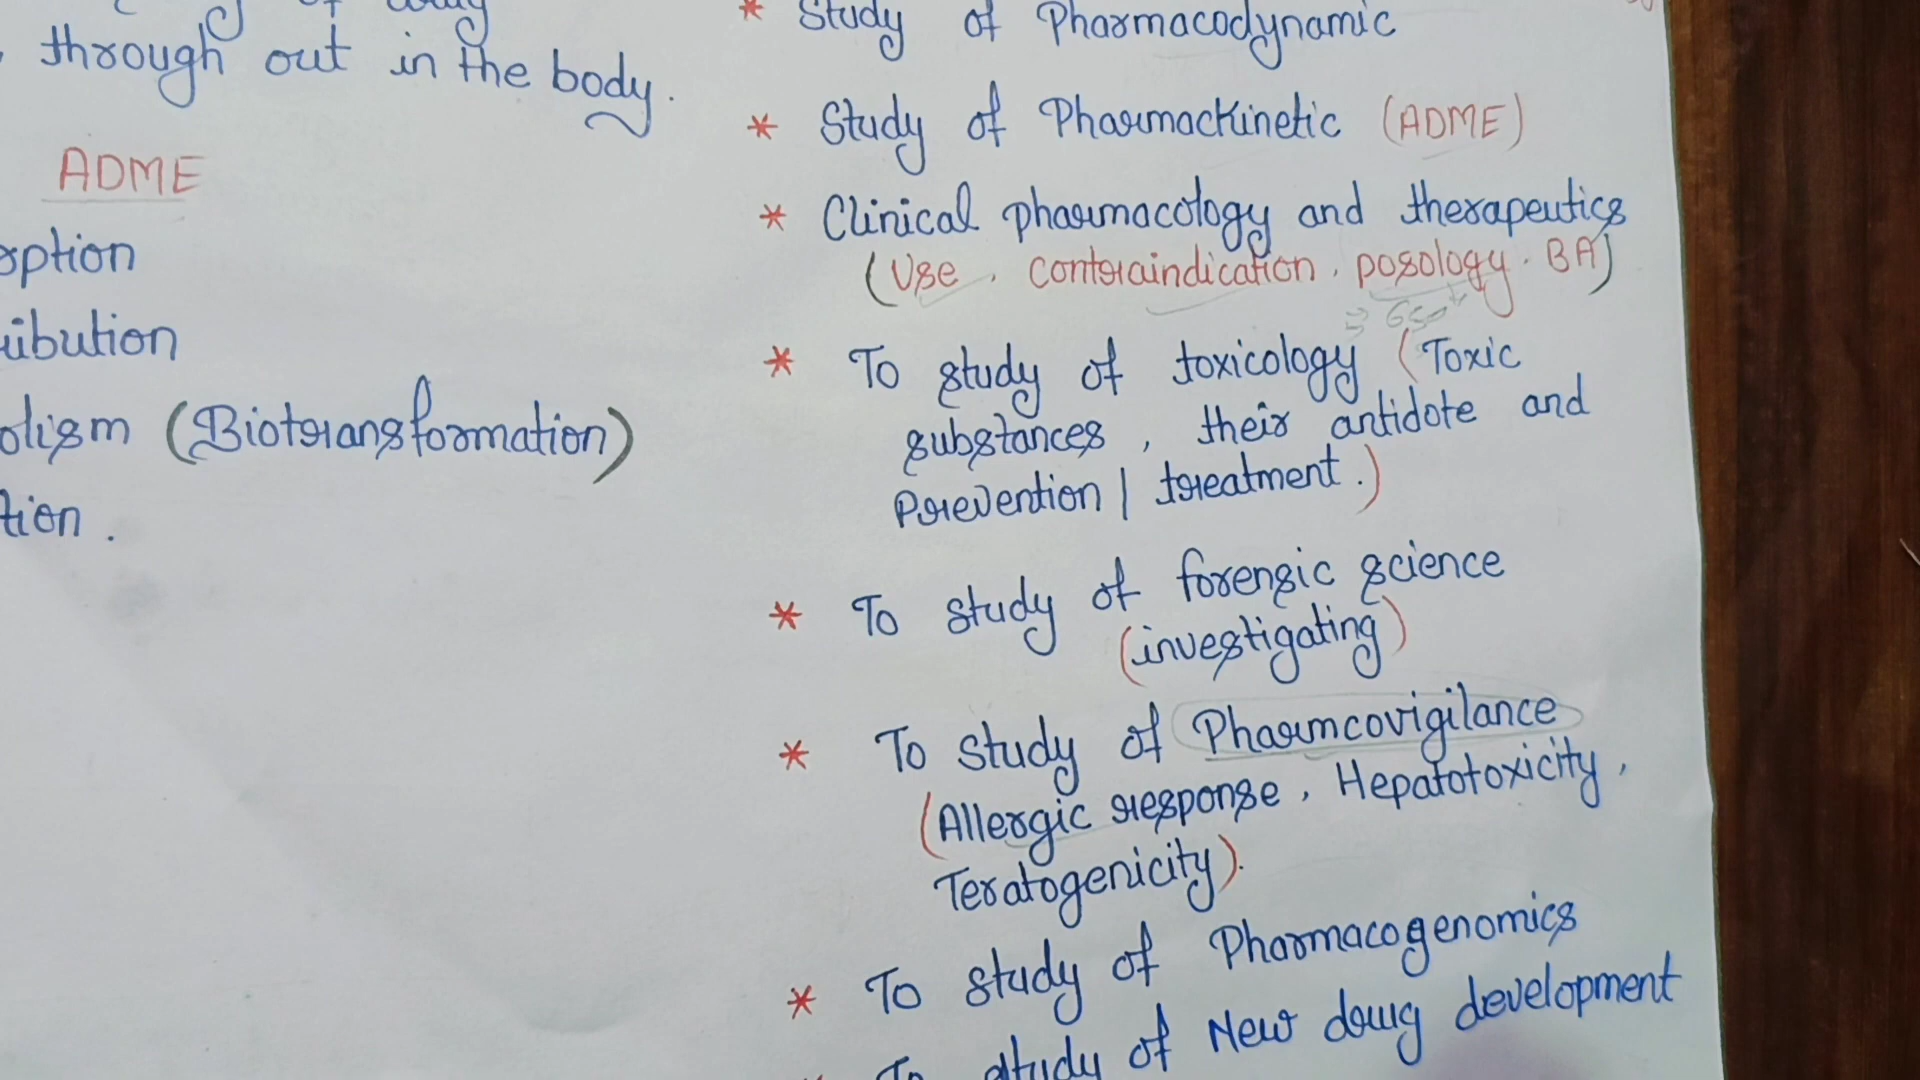 through out in the body.
ADME
ption
ibution
olism (Biotransformation)
tion.
* Study of Pharmacodynamic
* Study of Pharmackinetic (ADME)
* Clinical pharmacology and therapeutics
(Use, contraindication, posology, BA)
* To study of toxicology (Toxic
substances, their antidote and
Prevention | treatment.)
* To study of forensic science
(investigating)
* To study of Pharmcovigilance
(Allergic response, Hepatotoxicity,
Teratogenicity).
* To study of Pharmacogenomics
To study of New drug development